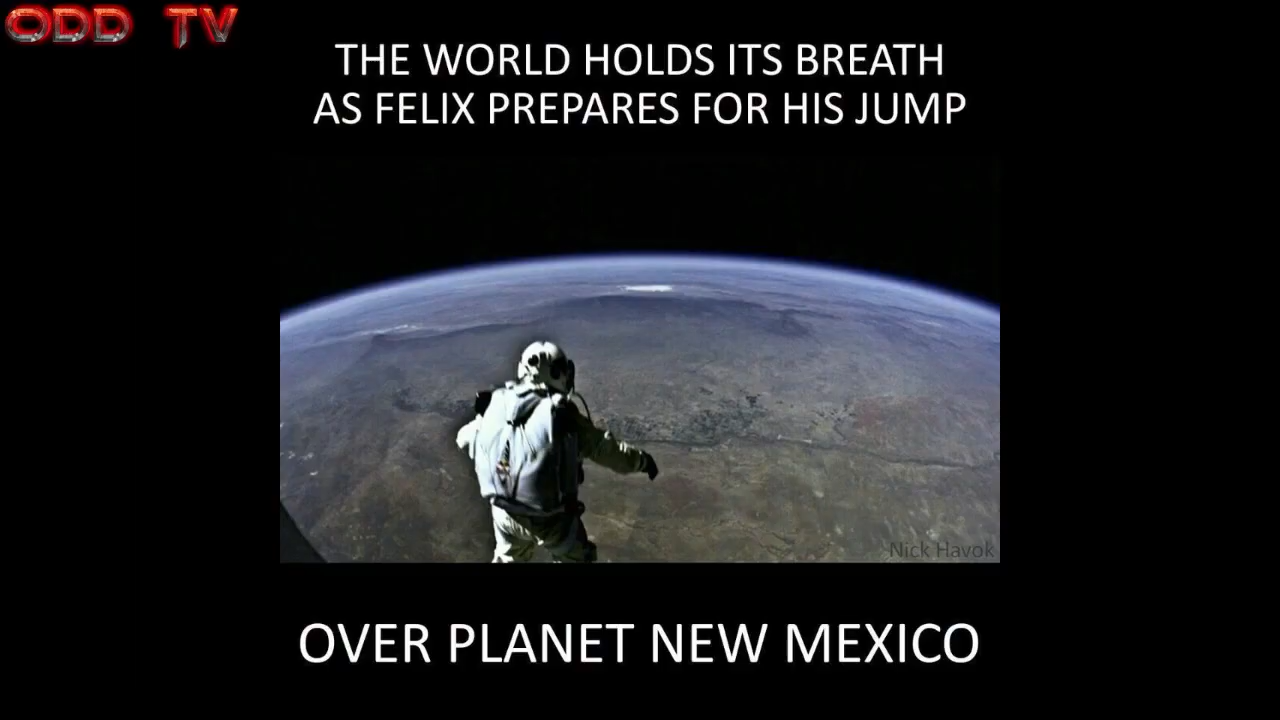 ODD TV
THE WORLD HOLDS ITS BREATH
AS FELIX PREPARES FOR HIS JUMP
Nick Havok
OVER PLANET NEW MEXICO